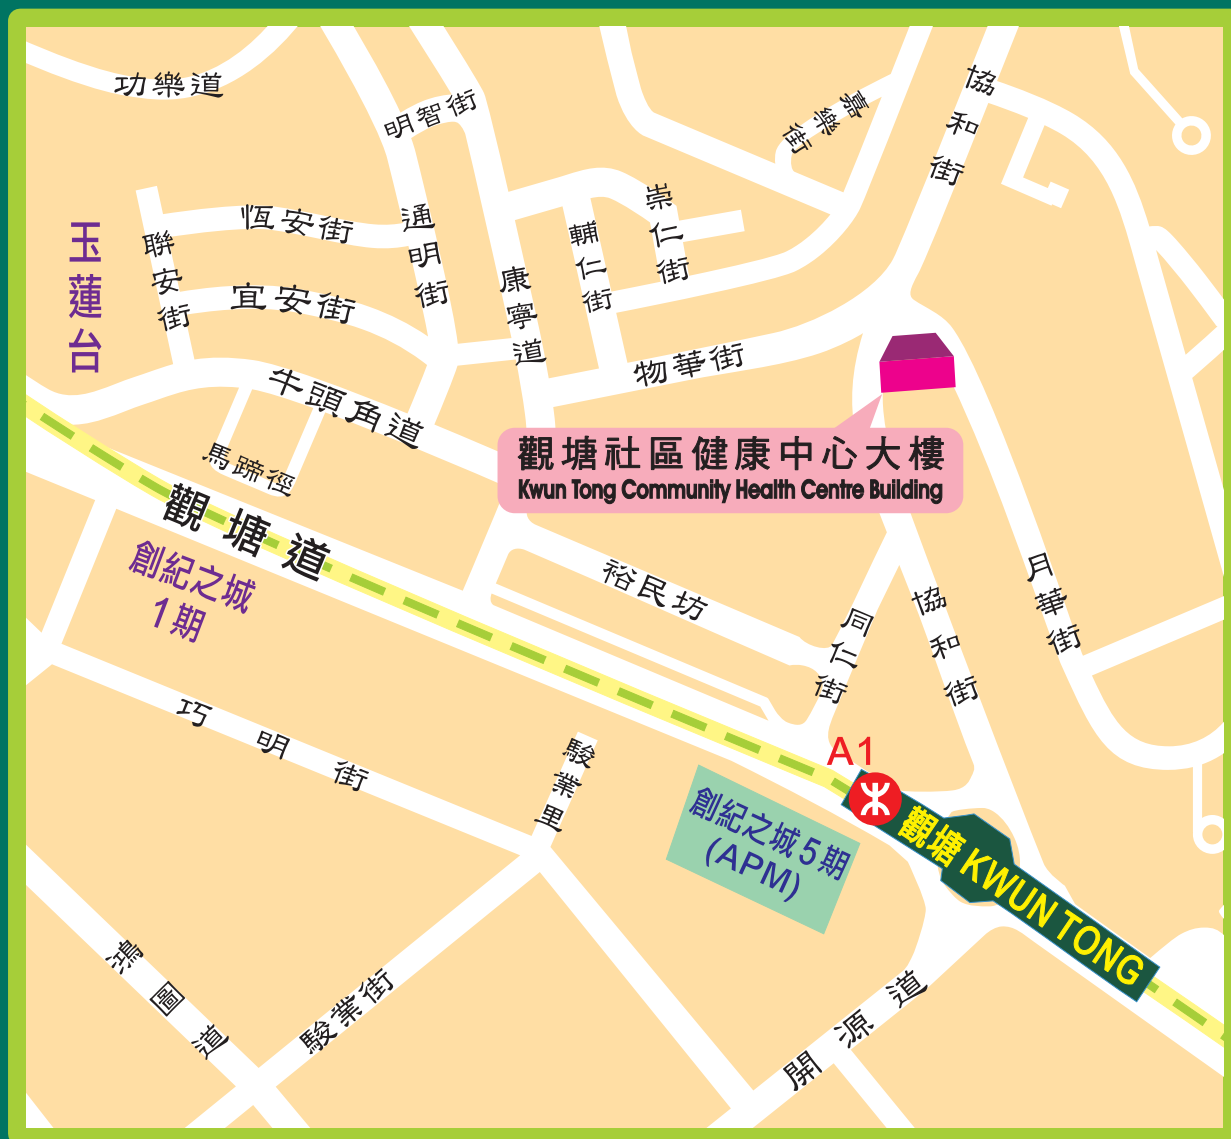 功樂道
明智街
嘉樂街
協和街
恆安街
通明街
崇仁街
輔仁街
聯安街
玉蓮台
宜安街
康寧道
物華街
牛頭角道
觀塘社區健康中心大樓
Kwun Tong Community Health Centre Building
馬蹄徑
觀塘道
創紀之城
1期
裕民坊
同仁街
協和街
月華街
巧明街
駿業里
A1
創紀之城5期
(APM)
觀塘 KWUN TONG
鴻圖道
駿業街
開源道